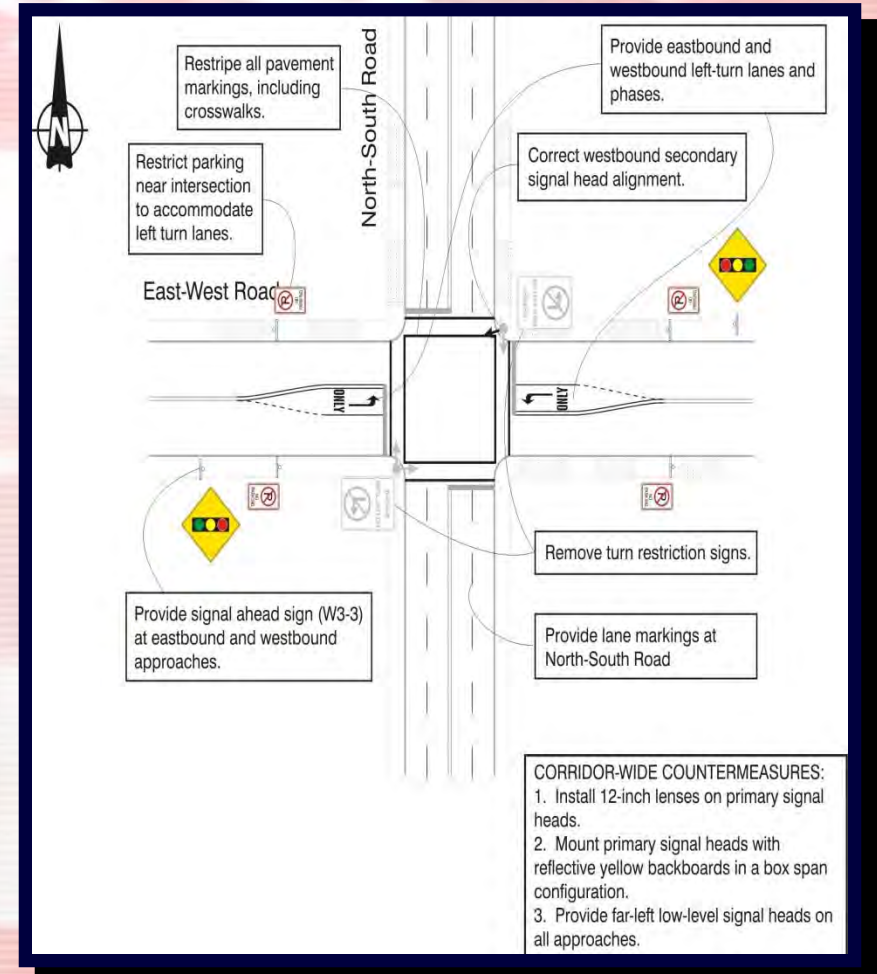 Restripe all pavement
markings, including
crosswalks.
North-South Road
Provide eastbound and
westbound left-turn lanes and
phases.
N
Restrict parking
near intersection
to accommodate
left turn lanes.
Correct westbound secondary
signal head alignment.
East-West Road
ONLY
ONLY
Remove turn restriction signs.
Provide signal ahead sign (W3-3)
at eastbound and westbound
approaches.
Provide lane markings at
North-South Road
CORRIDOR-WIDE COUNTERMEASURES:
1. Install 12-inch lenses on primary signal
heads.
2. Mount primary signal heads with
reflective yellow backboards in a box span
configuration.
3. Provide far-left low-level signal heads on
all approaches.